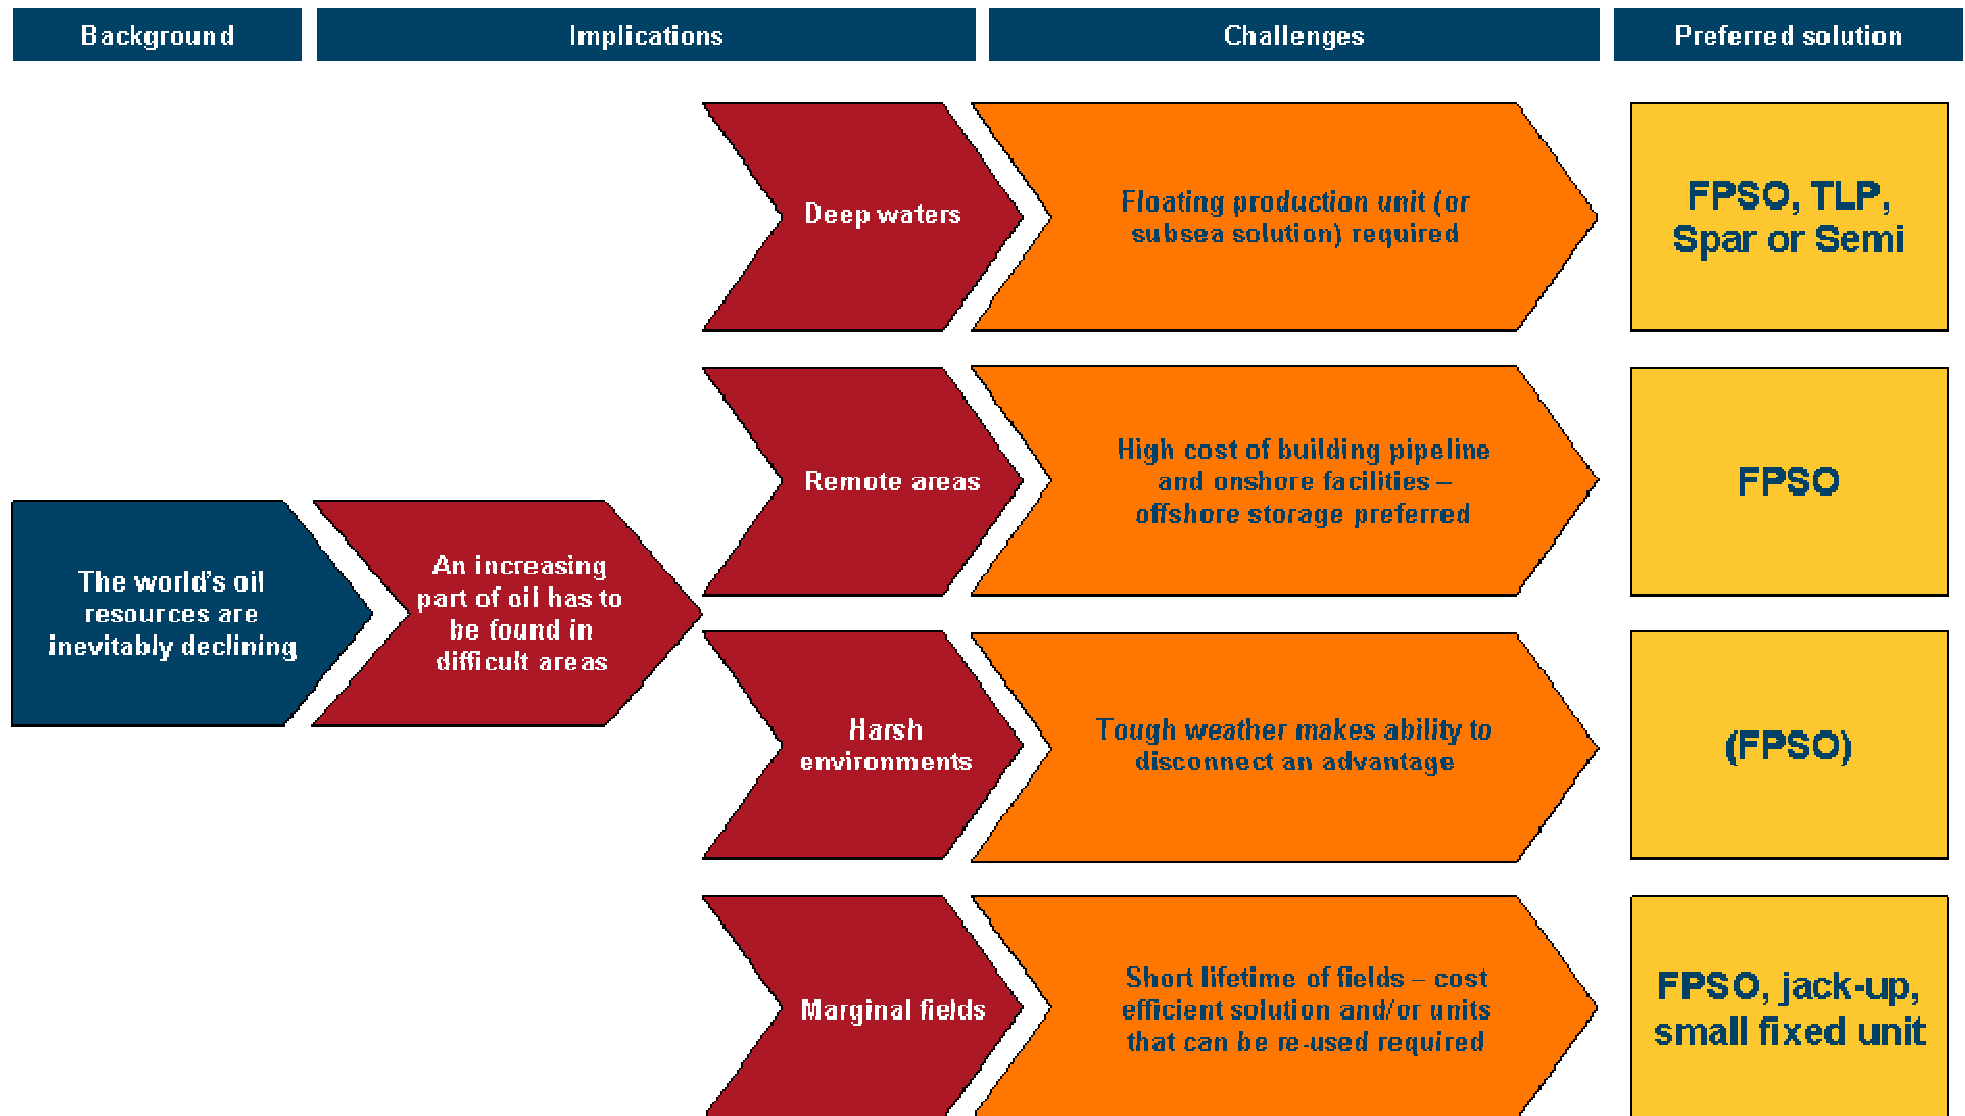 Background
Implications
Challenges
Preferred solution
The world's oil
resources are
inevitably declining
An increasing
part of oil has to
be found in
difficult areas
Deep waters
Floating production unit (or
subsea solution) required
FPSO, TLP,
Spar or Semi
Remote areas
High cost of building pipeline
and onshore facilities –
offshore storage preferred
FPSO
Harsh
environments
Tough weather makes ability to
disconnect an advantage
(FPSO)
Marginal fields
Short lifetime of fields – cost
efficient solution and/or units
that can be re-used required
FPSO, jack-up,
small fixed unit